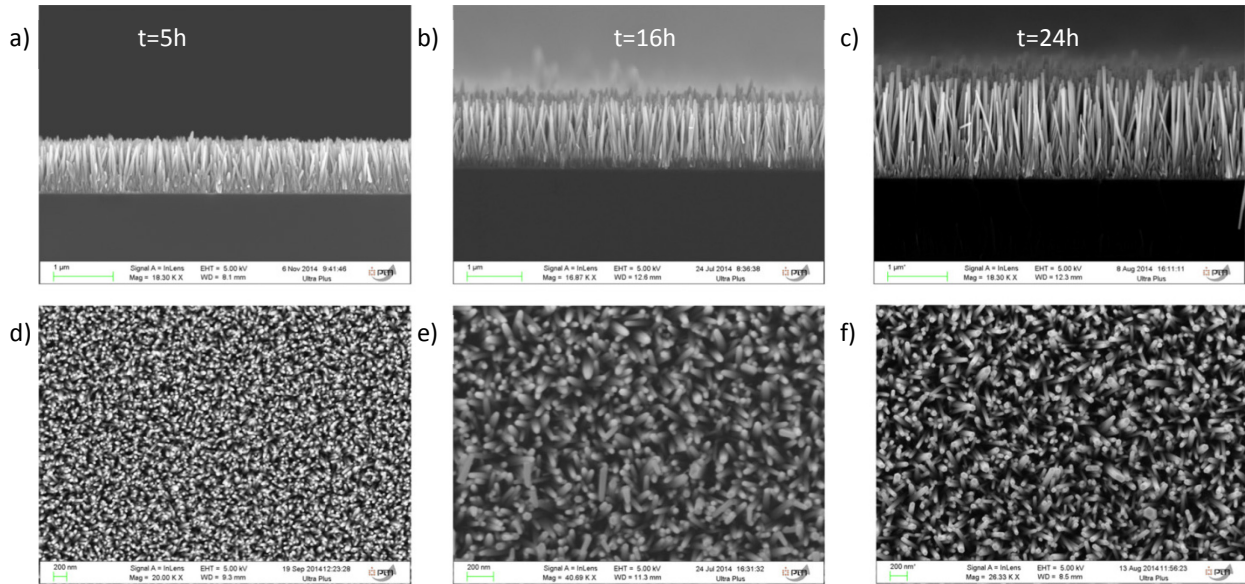 a)
t=5h
b)
t=16h
c)
t=24h
1 µm
Signal A = InLens
EHT = 5.00 kV
6 Nov 2014 9:41:46
Mag = 18.30 K X
WD = 8.1 mm
Ultra Plus
1 µm
Signal A = InLens
EHT = 5.00 kV
24 Jul 2014 8:36:38
Mag = 16.87 K X
WD = 12.6 mm
Ultra Plus
1 µm*
Signal A = InLens
EHT = 5.00 kV
8 Aug 2014 16:11:11
Mag = 18.30 K X
WD = 12.3 mm
Ultra Plus
d)
e)
f)
200 nm
Signal A = InLens
EHT = 5.00 kV
19 Sep 2014 12:23:28
Mag = 20.00 K X
WD = 9.3 mm
Ultra Plus
200 nm
Signal A = InLens
EHT = 5.00 kV
24 Jul 2014 16:31:32
Mag = 40.69 K X
WD = 11.3 mm
Ultra Plus
200 nm*
Signal A = InLens
EHT = 5.00 kV
13 Aug 2014 11:56:23
Mag = 26.33 K X
WD = 8.5 mm
Ultra Plus